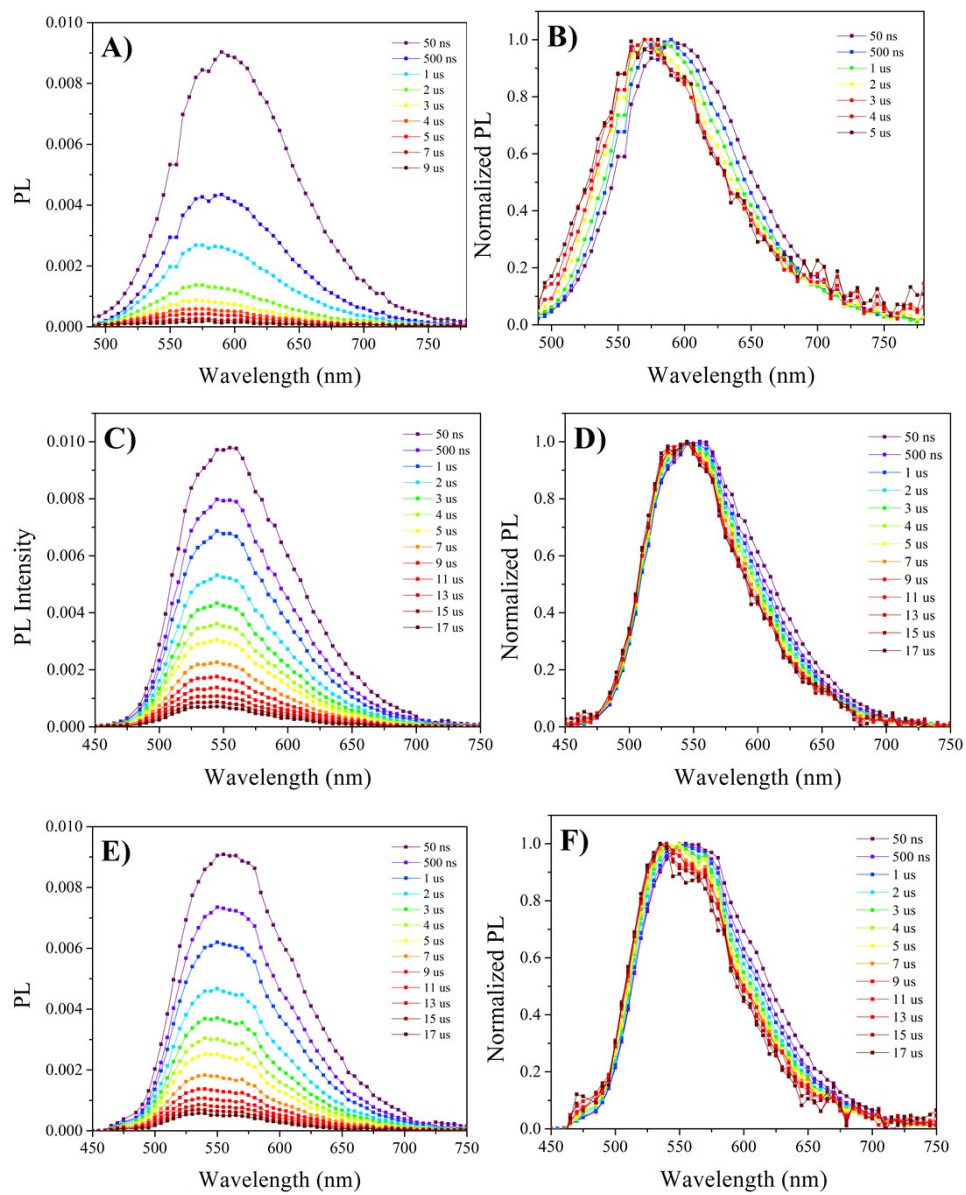 A)
0.010
0.008
0.006
0.004
0.002
0.000
PL
500
550
600
650
700
750
Wavelength (nm)
50 ns
500 ns
1 us
2 us
3 us
4 us
5 us
7 us
9 us
B)
1.0
0.8
0.6
0.4
0.2
0.0
Normalized PL
500
550
600
650
700
750
Wavelength (nm)
50 ns
500 ns
1 us
2 us
3 us
4 us
5 us
C)
0.010
0.008
0.006
0.004
0.002
0.000
PL Intensity
450
500
550
600
650
700
750
Wavelength (nm)
50 ns
500 ns
1 us
2 us
3 us
4 us
5 us
7 us
9 us
11 us
13 us
15 us
17 us
D)
1.0
0.8
0.6
0.4
0.2
0.0
Normalized PL
450
500
550
600
650
700
750
Wavelength (nm)
50 ns
500 ns
1 us
2 us
3 us
4 us
5 us
7 us
9 us
11 us
13 us
15 us
17 us
E)
0.010
0.008
0.006
0.004
0.002
0.000
PL
450
500
550
600
650
700
750
Wavelength (nm)
50 ns
500 ns
1 us
2 us
3 us
4 us
5 us
7 us
9 us
11 us
13 us
15 us
17 us
F)
1.0
0.8
0.6
0.4
0.2
0.0
Normalized PL
450
500
550
600
650
700
750
Wavelength (nm)
50 ns
500 ns
1 us
2 us
3 us
4 us
5 us
7 us
9 us
11 us
13 us
15 us
17 us